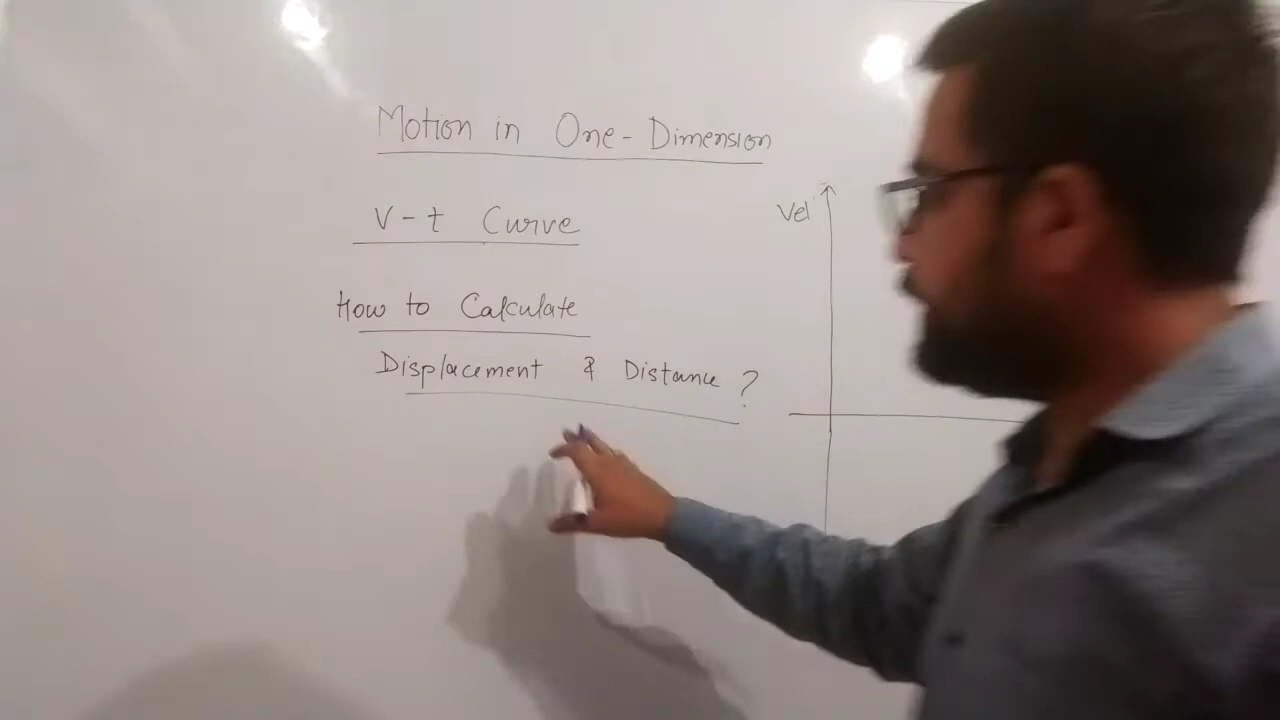 Motion in One-Dimension
V-t Curve
How to Calculate
Displacement & Distance ?
Vel